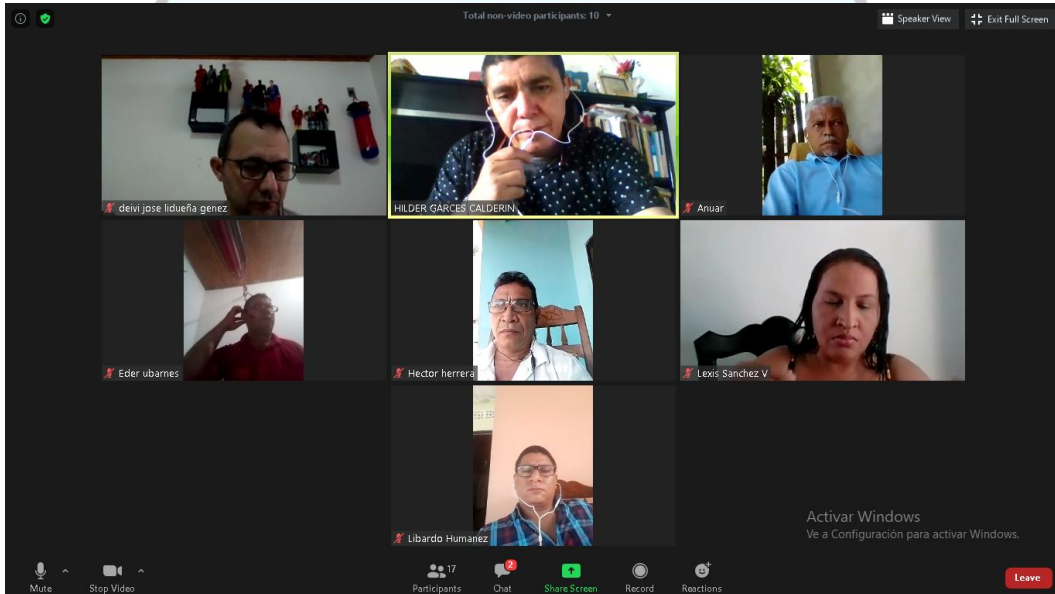 Total non-video participants: 10
Speaker View
Exit Full Screen
deivi jose lidueña genez
HILDER GARCES CALDERIN
Anuar
Eder ubarnes
Hector herrera
Lexis Sanchez V
Libardo Humanez
Activar Windows
Ve a Configuración para activar Windows.
Mute
Stop Video
17
Participants
2
Chat
Share Screen
Record
Reactions
Leave